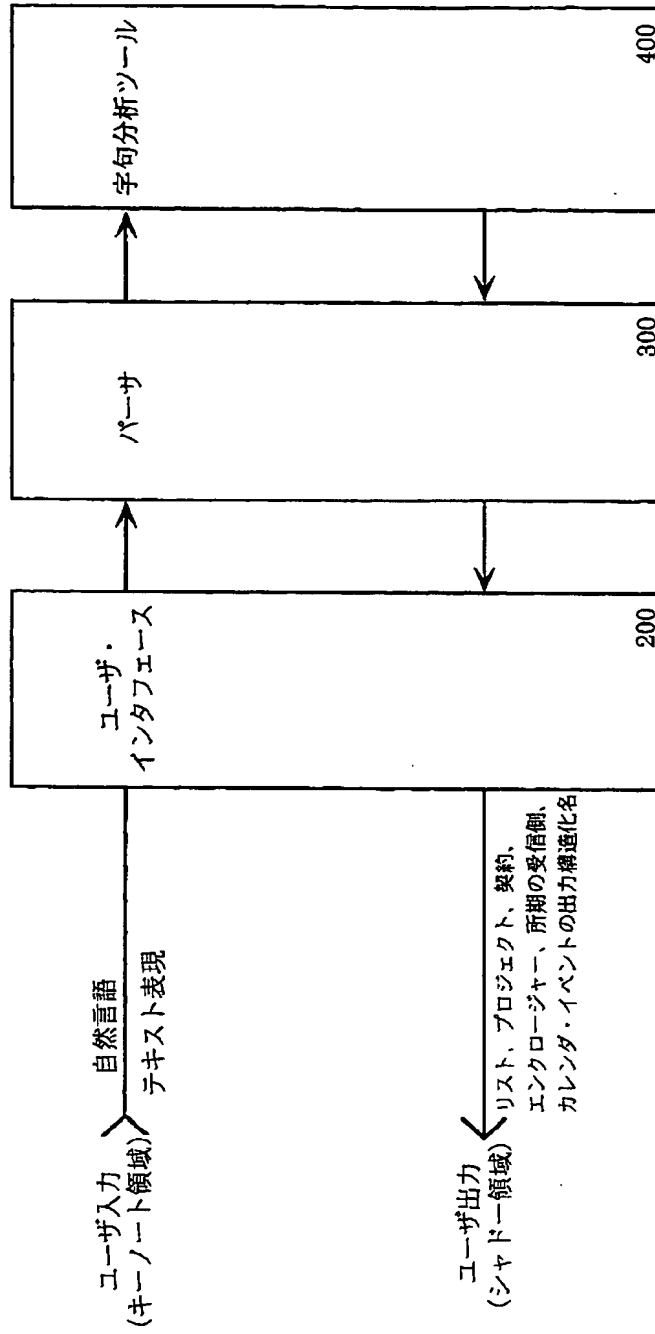 ユーザ入力
(キーノート領域)
自然言語
テキスト表現
ユーザ・
インタフェース
200
パーサ
300
字句分析ツール
400
ユーザ出力
(シャドー領域)
リスト、プロジェクト、契約、
エンクロージャー、所期の受信側、
カレンダ・イベントの出力構造化名